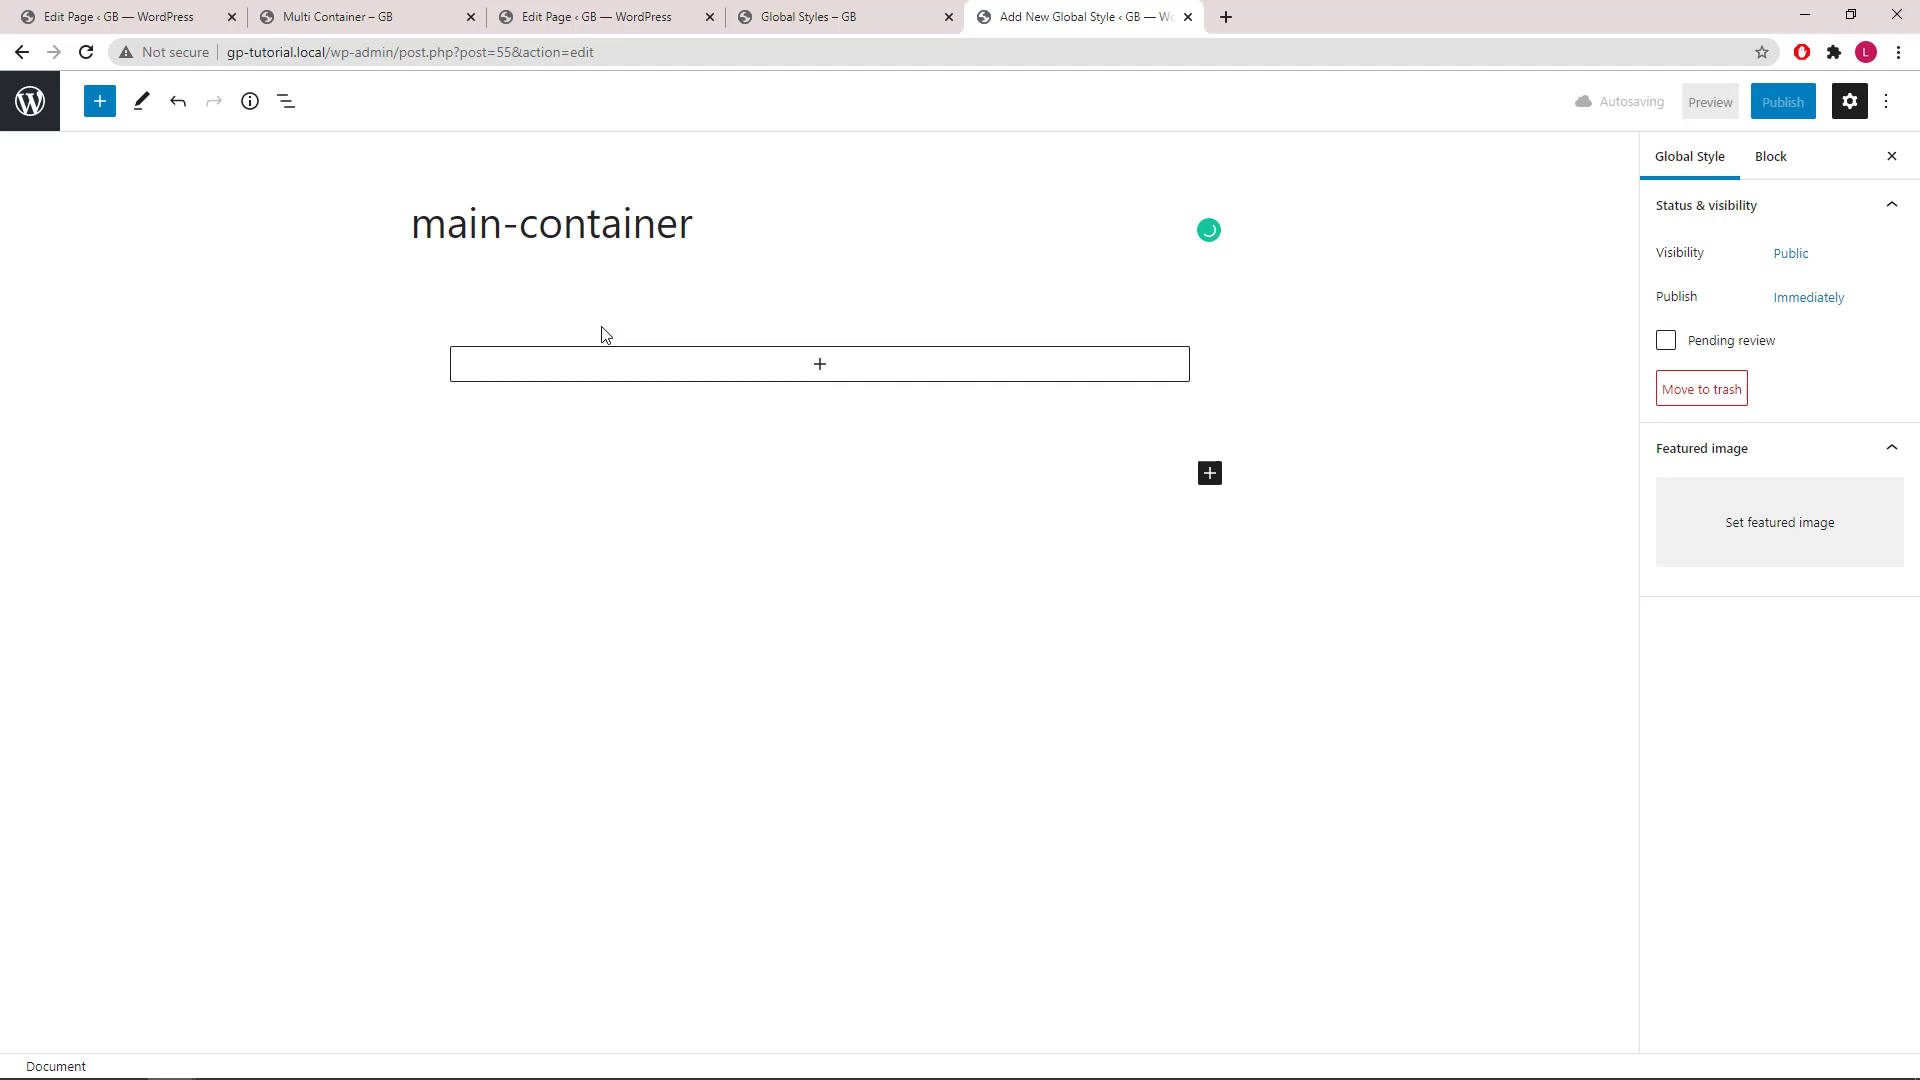 Edit Page ‹ GB — WordPress
Multi Container – GB
Edit Page ‹ GB — WordPress
Global Styles – GB
Add New Global Style ‹ GB — Wo
Not secure
gp-tutorial.local/wp-admin/post.php?post=55&action=edit
L
Autosaving
Preview
Publish
Global Style
Block
main-container
Status & visibility
Visibility
Public
Publish
Immediately
Pending review
Move to trash
Featured image
Set featured image
Document